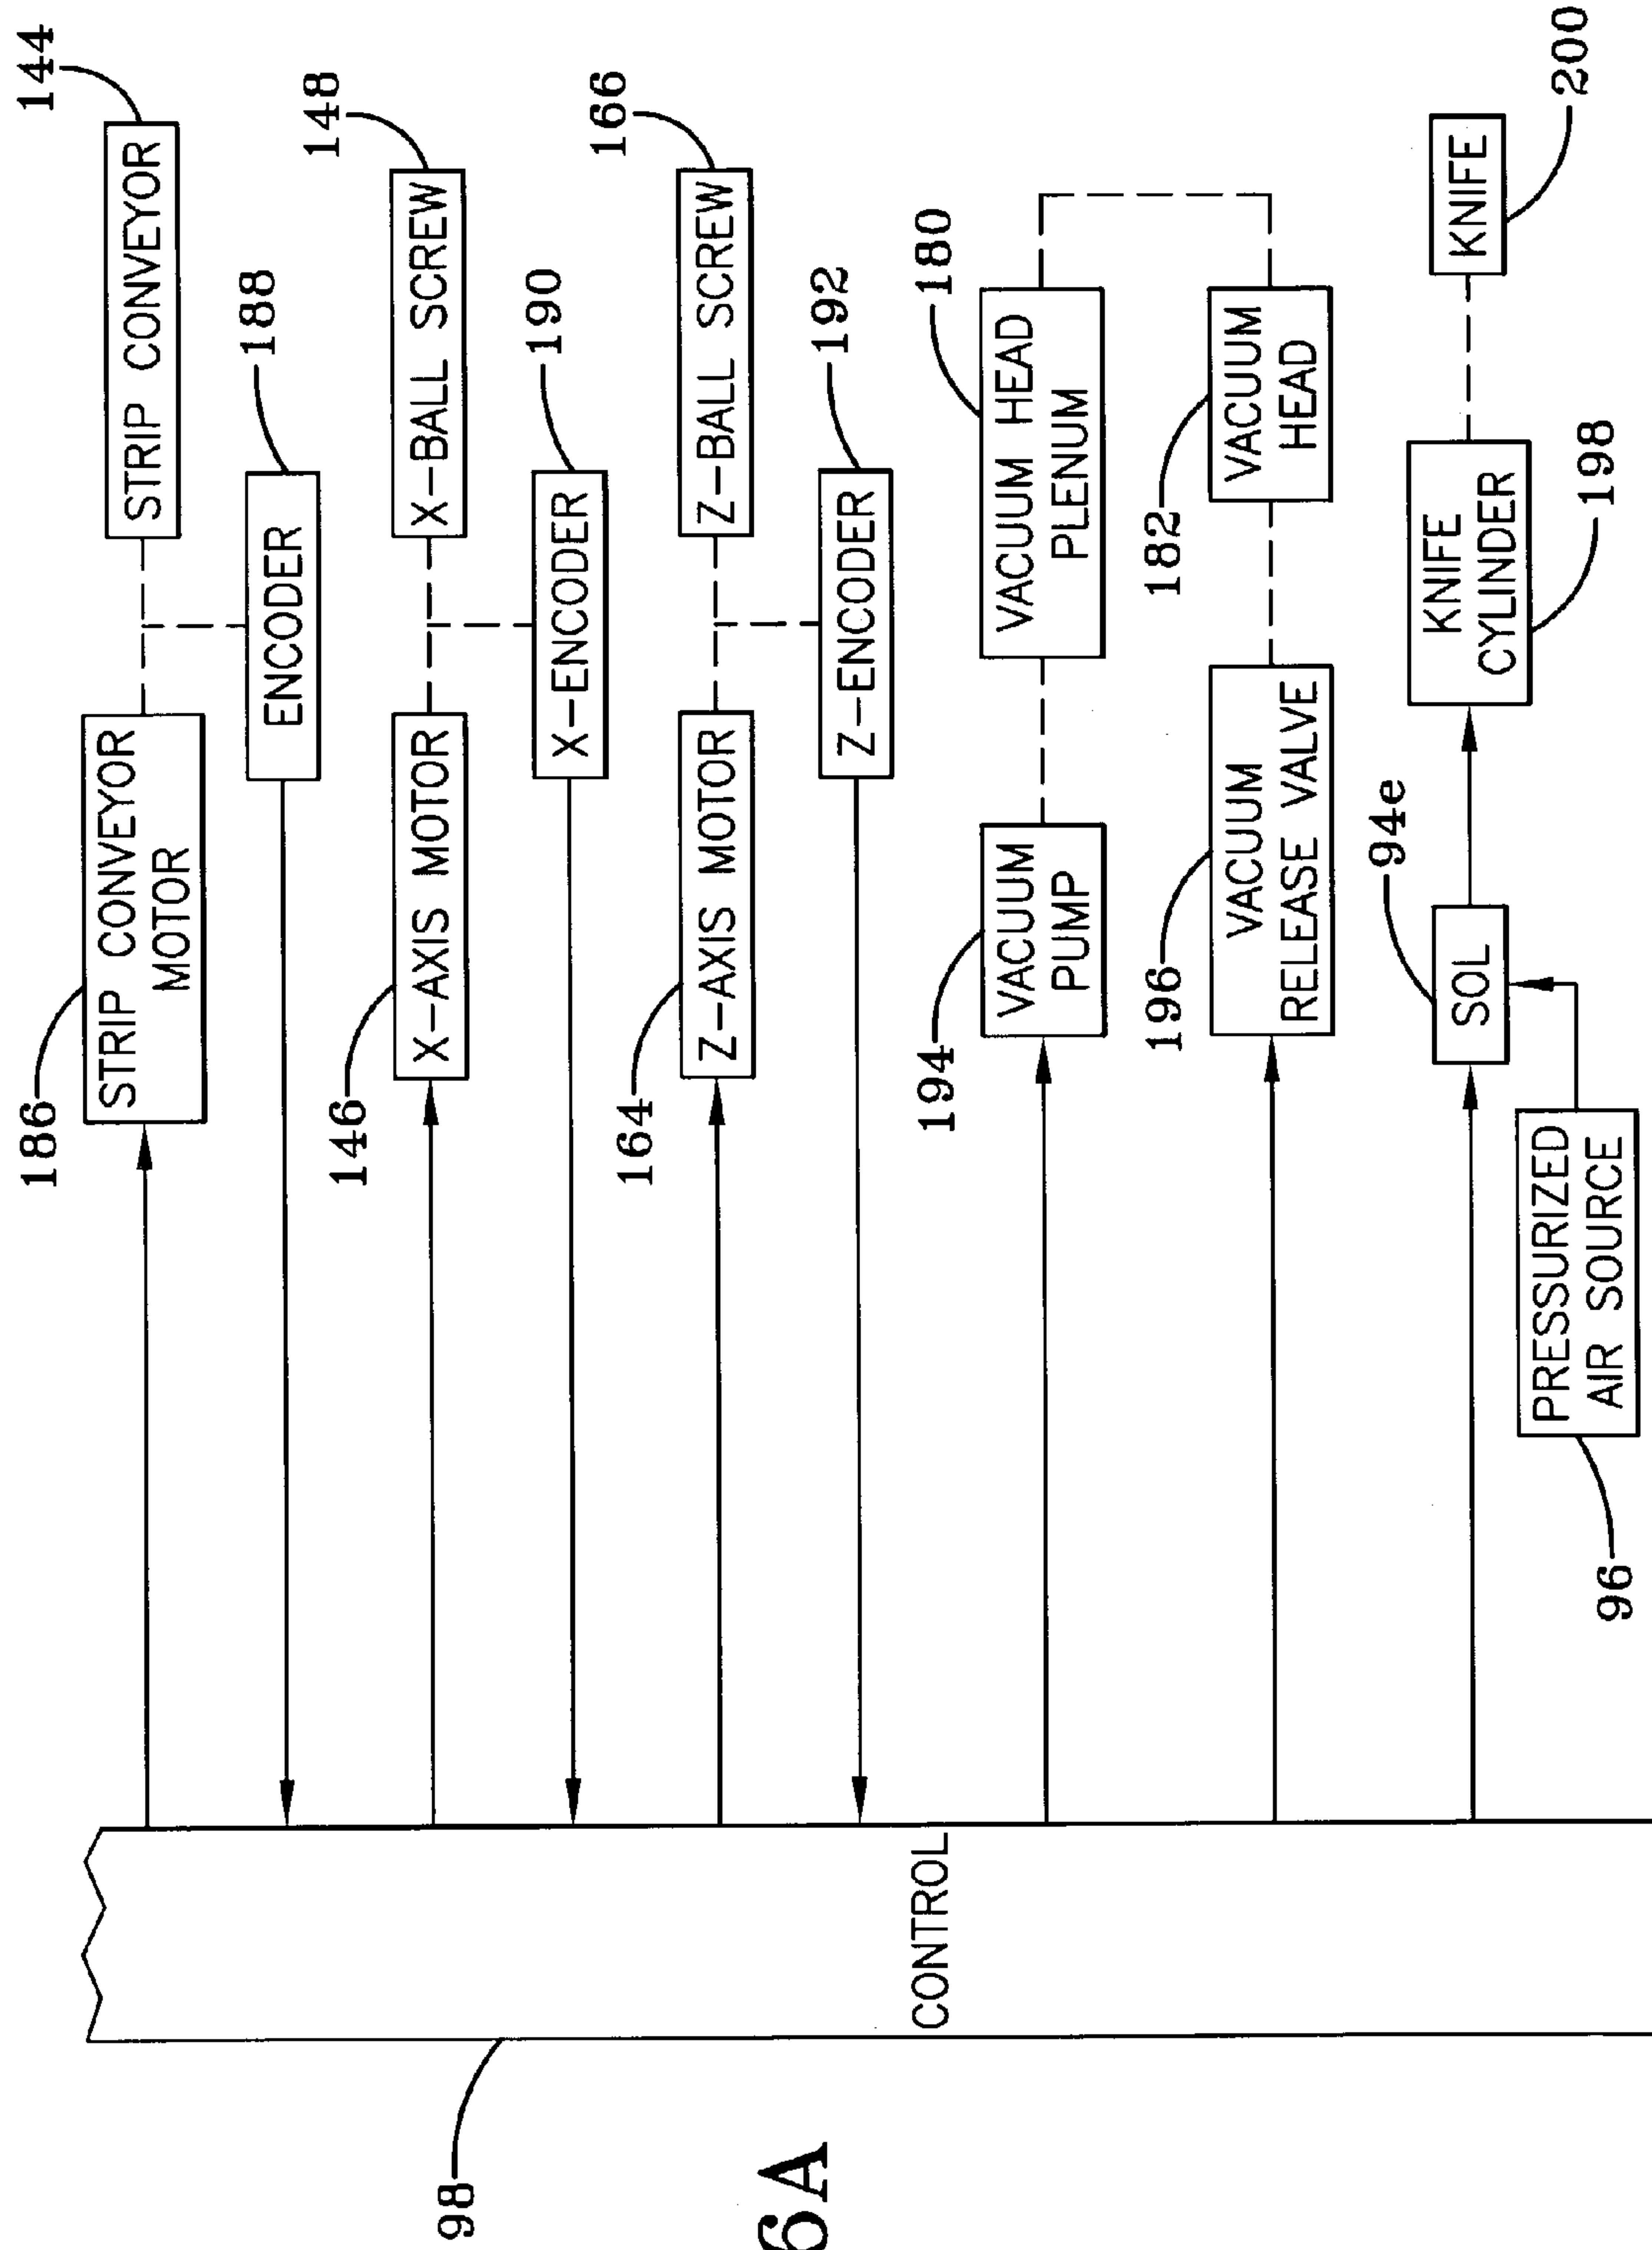 144
STRIP CONVEYOR
186
STRIP CONVEYOR
MOTOR
188
ENCODER
148
X-BALL SCREW
146
X-AXIS MOTOR
190
X-ENCODER
166
Z-BALL SCREW
164
Z-AXIS MOTOR
192
Z-ENCODER
180
VACUUM HEAD
PLENUM
194
VACUUM
PUMP
182
VACUUM
HEAD
196
VACUUM
RELEASE VALVE
KNIFE
200
KNIFE
CYLINDER
198
94e
SOL
PRESSURIZED
AIR SOURCE
96
CONTROL
98
6A